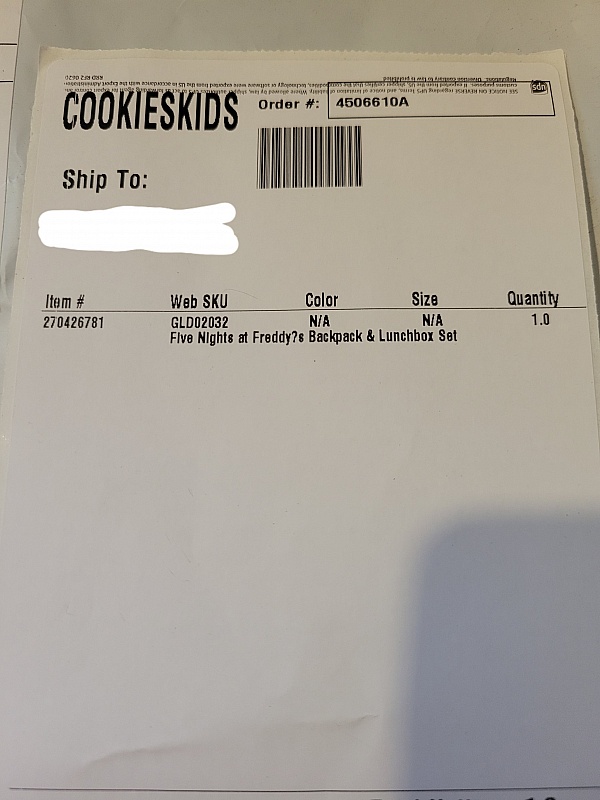 COOKIESKIDS
Order #: 4506610A
Ship To:
Item # Web SKU Color Size Quantity
270426781 GLD02032 N/A N/A 1.0
Five Nights at Freddy?s Backpack & Lunchbox Set